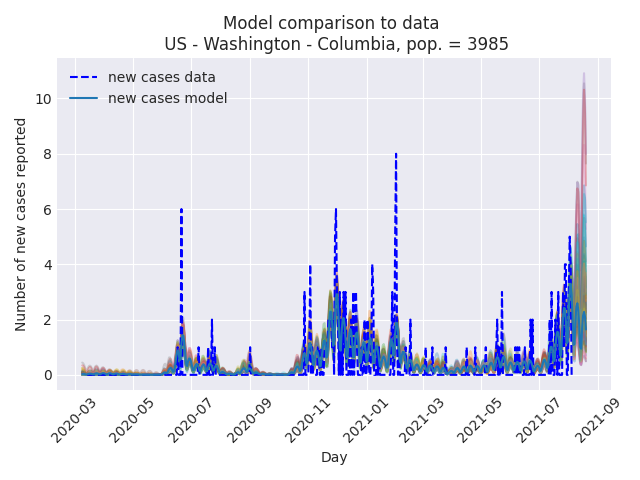 Model comparison to data
US - Washington - Columbia, pop. = 3985
new cases data
new cases model
Number of new cases reported
10
8
6
4
2
0
2020-03
2020-05
2020-07
2020-09
2020-11
2021-01
2021-03
2021-05
2021-07
2021-09
Day